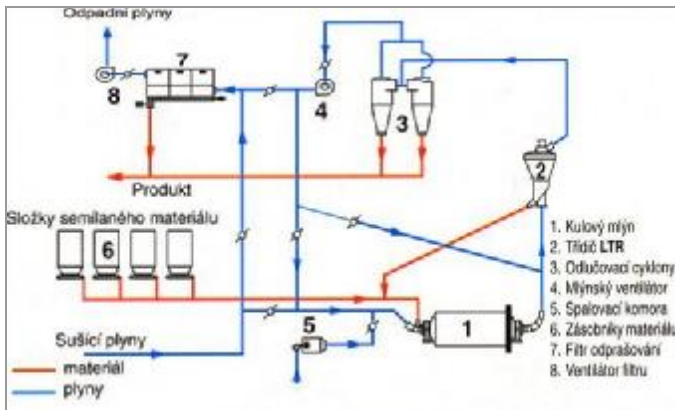 Odpadní plyny
7
8
4
3
2
Produkt
Složky semílaného materiálu
6
1. Kulový mlýn
2. Třídič LTR
3. Odlučovací cyklony
4. Mlýnský ventilátor
5. Spalovací komora
6. Zásobníky materiálu
7. Filtr odprašování
8. Ventilátor filtru
5
1
Sušící plyny
materiál
plyny